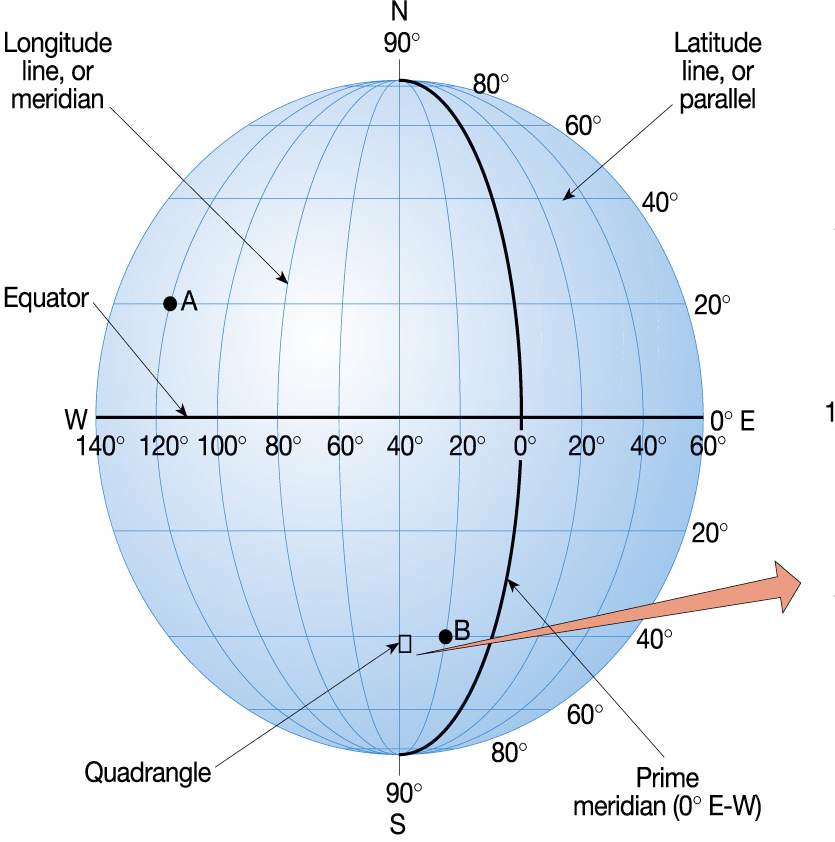 N
90°
Longitude
line, or
meridian
Latitude
line, or
parallel
80°
60°
40°
Equator
A
20°
W
0° E
1
140° 120° 100° 80° 60° 40° 20° 0° 20° 40° 60°
20°
B
40°
60°
80°
Quadrangle
90°
S
Prime
meridian (0° E-W)